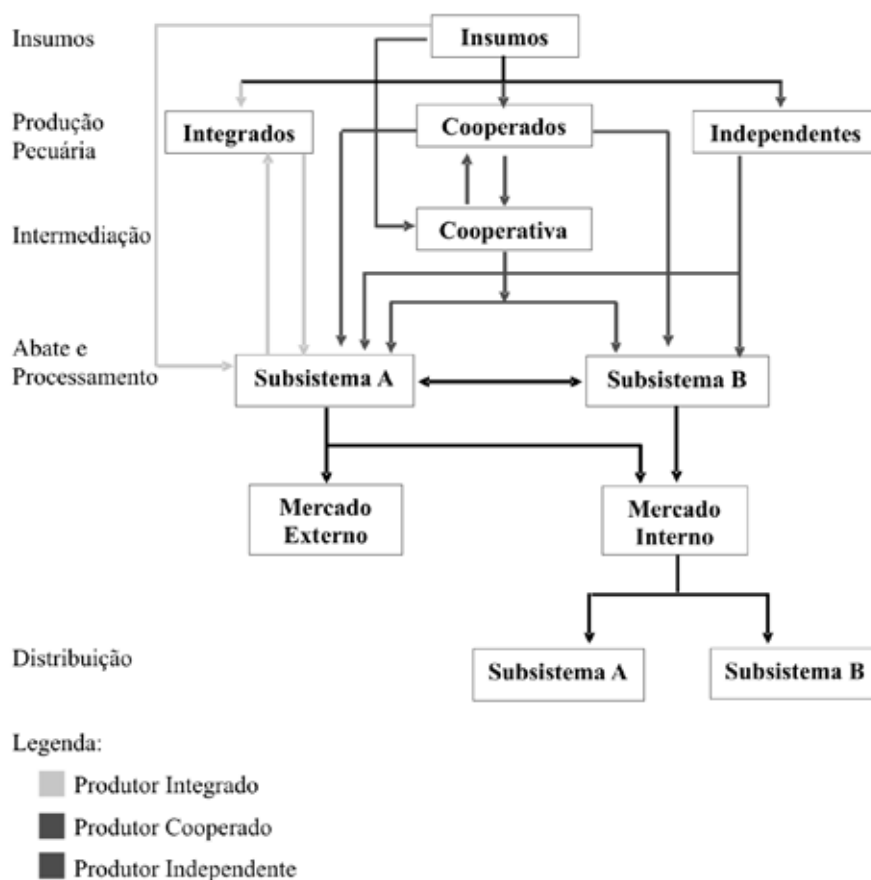 Insumos
Insumos
Produção
Pecuária
Integrados
Cooperados
Independentes
Intermediação
Cooperativa
Abate e
Processamento
Subsistema A
Subsistema B
Mercado
Externo
Mercado
Interno
Distribuição
Subsistema A
Subsistema B
Legenda:
Produtor Integrado
Produtor Cooperado
Produtor Independente